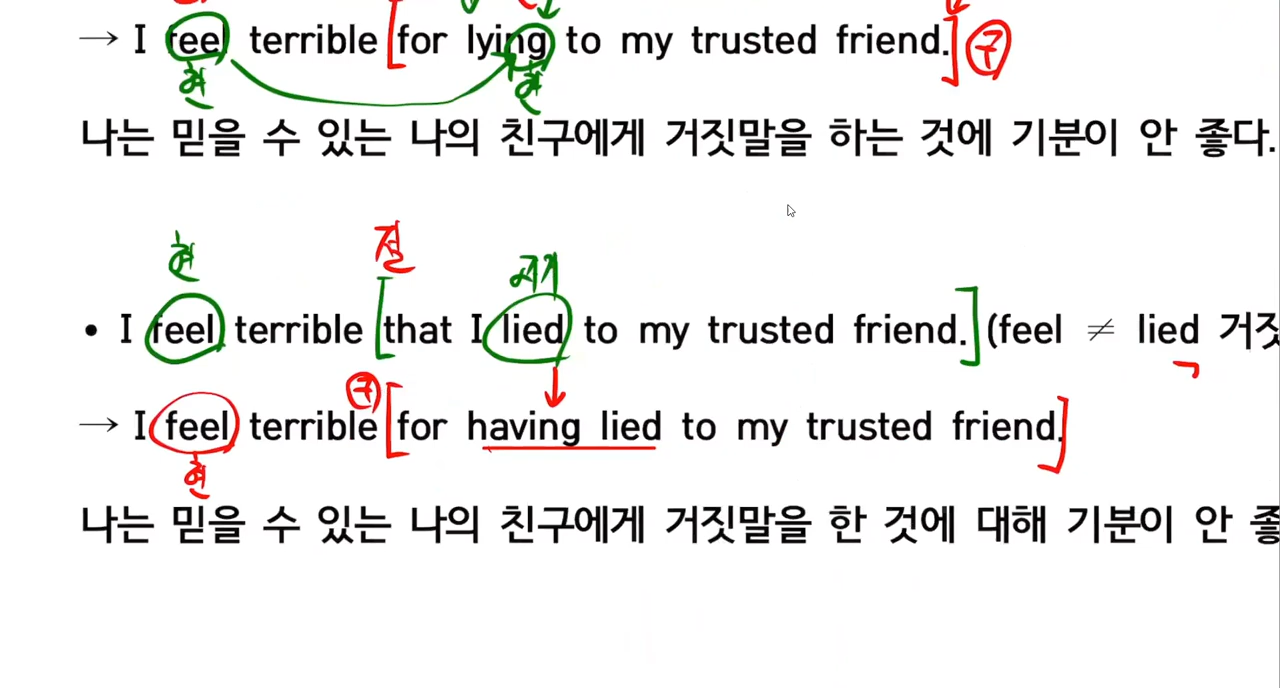 → I feel terrible [for lying to my trusted friend.] 구
현 현
나는 믿을 수 있는 나의 친구에게 거짓말을 하는 것에 기분이 안 좋다.
현 절 과거
• I feel terrible [that I lied to my trusted friend.] (feel ≠ lied
구
→ I feel terrible [for having lied to my trusted friend.]
현
나는 믿을 수 있는 나의 친구에게 거짓말을 한 것에 대해 기분이 안